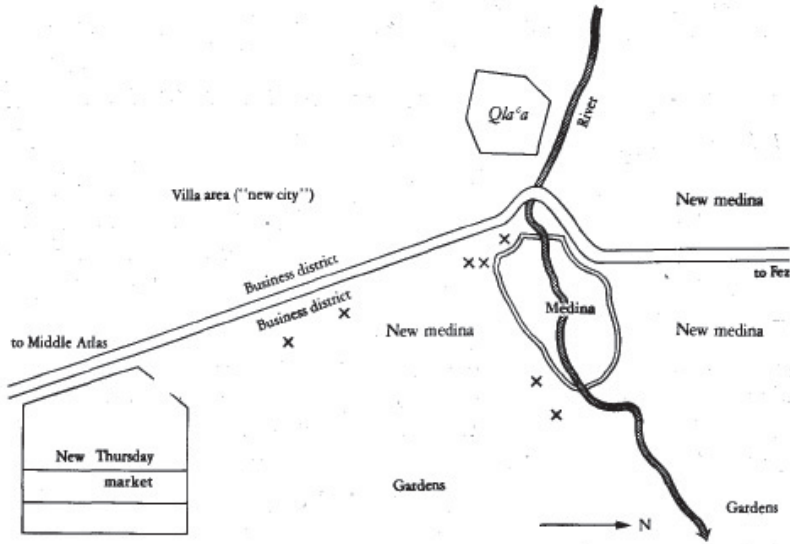 Qlaʿa
River
Villa area ("new city")
New medina
Business district
to Fez
Business district
Medina
to Middle Atlas
New medina
New medina
New Thursday
market
Gardens
Gardens
N